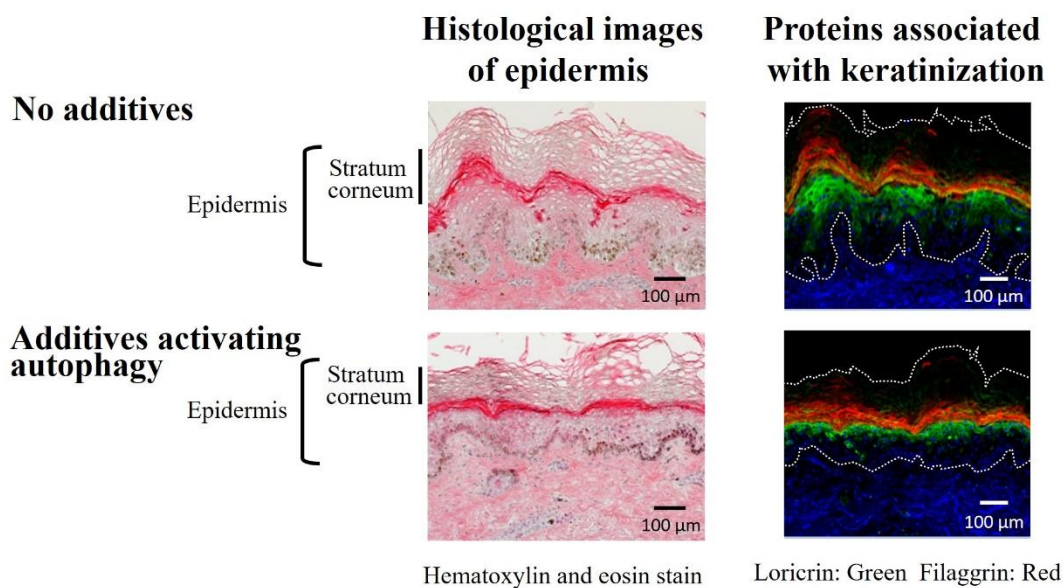 Histological images
of epidermis
Proteins associated
with keratinization
No additives
Epidermis
Stratum
corneum
100 µm
100 µm
Additives activating
autophagy
Epidermis
Stratum
corneum
100 µm
100 µm
Hematoxylin and eosin stain
Loricrin: Green Filaggrin: Red